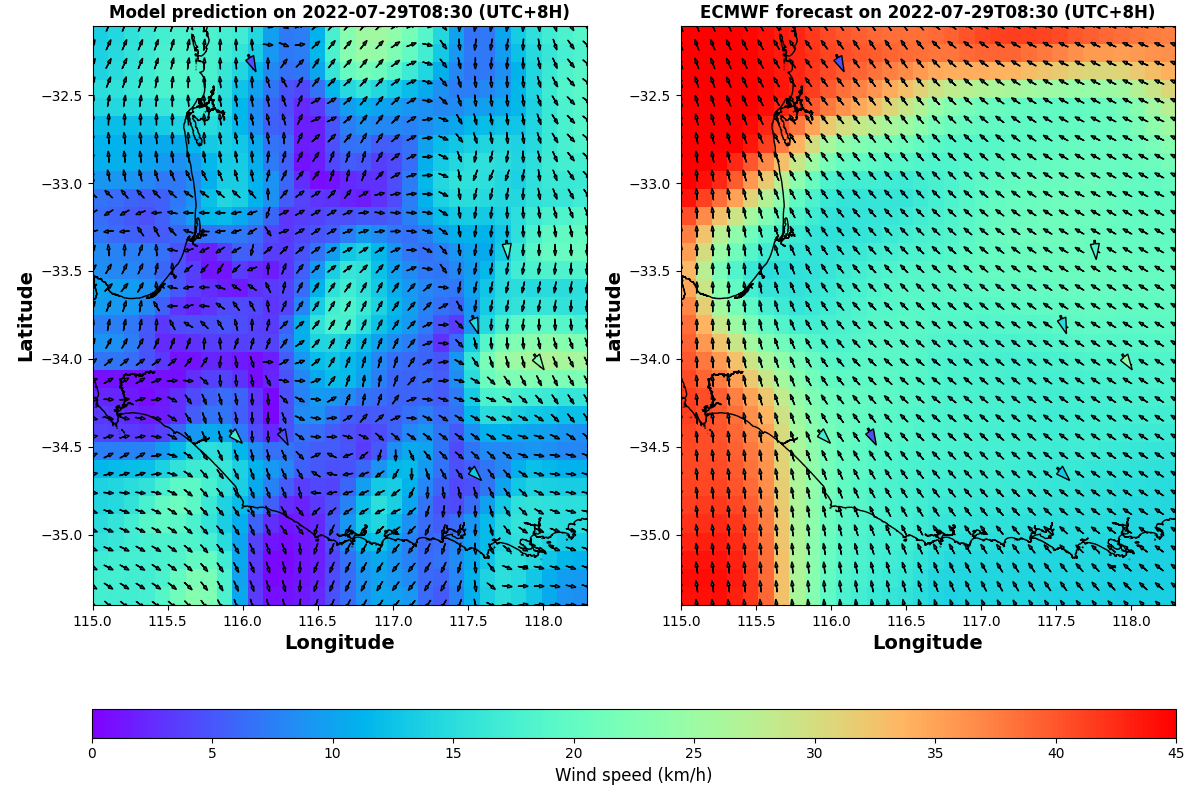 Model prediction on 2022-07-29T08:30 (UTC+8H)
ECMWF forecast on 2022-07-29T08:30 (UTC+8H)
Latitude
−32.5
−33.0
−33.5
−34.0
−34.5
−35.0
115.0 115.5 116.0 116.5 117.0 117.5 118.0
Longitude
Latitude
−32.5
−33.0
−33.5
−34.0
−34.5
−35.0
115.0 115.5 116.0 116.5 117.0 117.5 118.0
Longitude
0 5 10 15 20 25 30 35 40 45
Wind speed (km/h)